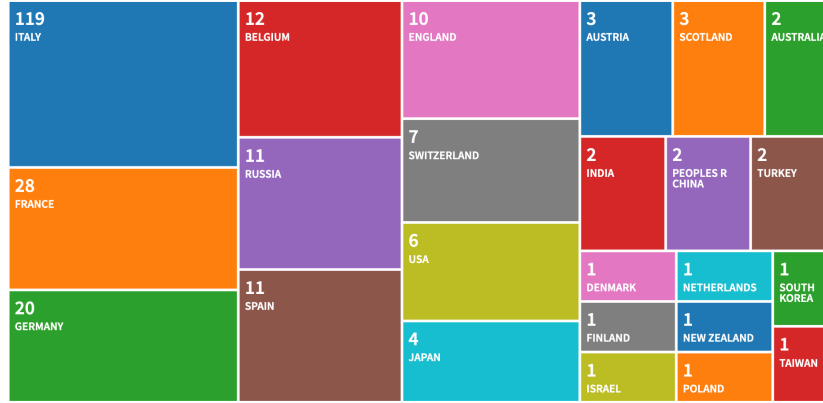 119
ITALY
28
FRANCE
20
GERMANY
12
BELGIUM
11
RUSSIA
11
SPAIN
10
ENGLAND
7
SWITZERLAND
6
USA
4
JAPAN
3
AUSTRIA
3
SCOTLAND
2
AUSTRALIA
2
INDIA
2
PEOPLES R
CHINA
2
TURKEY
1
DENMARK
1
FINLAND
1
ISRAEL
1
NETHERLANDS
1
NEW ZEALAND
1
POLAND
1
SOUTH
KOREA
1
TAIWAN